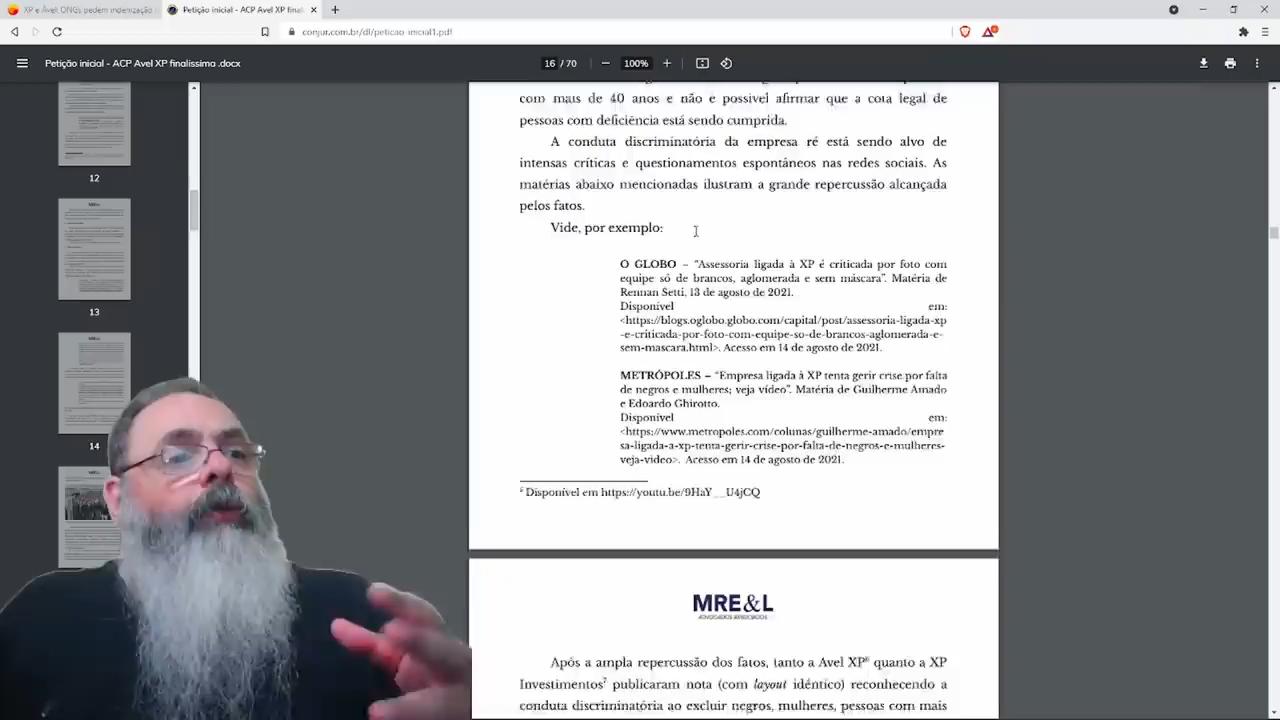 XP e Ável: ONGs pedem indenização
Petição inicial - ACP Avel XP final
conjur.com.br/dl/peticao-inicial1.pdf
Petição inicial - ACP Avel XP finalissima .docx
16 / 70
100%
12
13
14
com mais de 40 anos e não é possível afirmar que a cota legal de
pessoas com deficiência está sendo cumprida.
A conduta discriminatória da empresa ré está sendo alvo de
intensas críticas e questionamentos espontâneos nas redes sociais. As
matérias abaixo mencionadas ilustram a grande repercussão alcançada
pelos fatos.
Vide, por exemplo:
O GLOBO – "Assessoria ligada à XP é criticada por foto com
equipe só de brancos, aglomerada e sem máscara". Matéria de
Rennan Setti, 13 de agosto de 2021.
Disponível em:
<https://blogs.oglobo.globo.com/capital/post/assessoria-ligada-xp
-e-criticada-por-foto-com-equipe-so-de-brancos-aglomerada-e-
sem-mascara.html>. Acesso em 14 de agosto de 2021.
METRÓPOLES – "Empresa ligada à XP tenta gerir crise por falta
de negros e mulheres; veja vídeo". Matéria de Guilherme Amado
e Edoardo Ghirotto.
Disponível em:
<https://www.metropoles.com/colunas/guilherme-amado/empre
sa-ligada-a-xp-tenta-gerir-crise-por-falta-de-negros-e-mulheres-
veja-video>. Acesso em 14 de agosto de 2021.
Disponível em https://youtu.be/9HaY__U4jCQ
MRE&L
ADVOGADOS ASSOCIADOS
Após a ampla repercussão dos fatos, tanto a Avel XP⁶ quanto a XP
Investimentos⁷ publicaram nota (com layout idêntico) reconhecendo a
conduta discriminatória ao excluir negros, mulheres, pessoas com mais